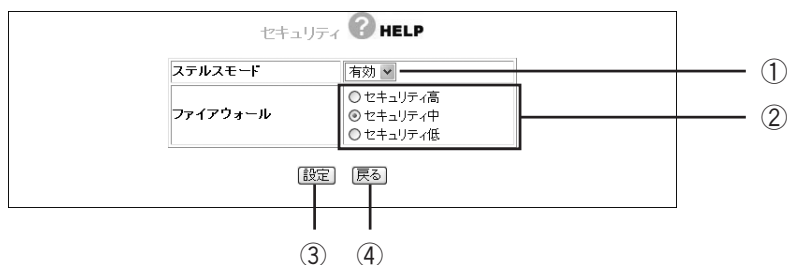 セキュリティ ? HELP
ステルスモード 有効 ①
ファイアウォール
セキュリティ高
セキュリティ中 ②
セキュリティ低
設定 戻る
③ ④